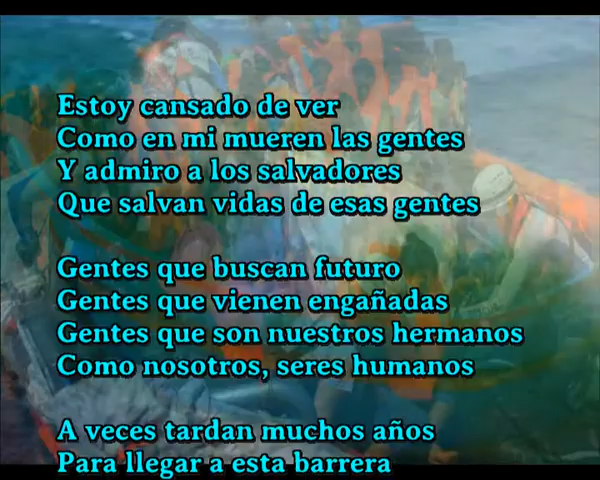 Estoy cansado de ver
Como en mi mueren las gentes
Y admiro a los salvadores
Que salvan vidas de esas gentes
Gentes que buscan futuro
Gentes que vienen engañadas
Gentes que son nuestros hermanos
Como nosotros, seres humanos
A veces tardan muchos años
Para llegar a esta barrera